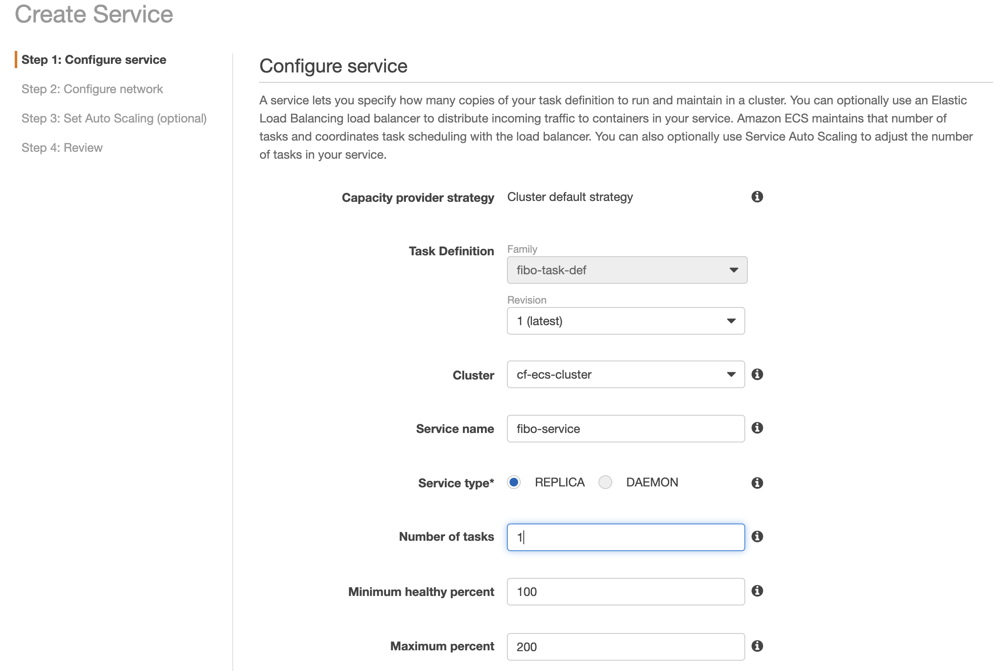 Create Service
Step 1: Configure service
Step 2: Configure network
Step 3: Set Auto Scaling (optional)
Step 4: Review
Configure service
A service lets you specify how many copies of your task definition to run and maintain in a cluster. You can optionally use an Elastic
Load Balancing load balancer to distribute incoming traffic to containers in your service. Amazon ECS maintains that number of
tasks and coordinates task scheduling with the load balancer. You can also optionally use Service Auto Scaling to adjust the number
of tasks in your service.
Capacity provider strategy Cluster default strategy
Task Definition Family
fibo-task-def
Revision
1 (latest)
Cluster cf-ecs-cluster
Service name fibo-service
Service type* REPLICA DAEMON
Number of tasks 1
Minimum healthy percent 100
Maximum percent 200